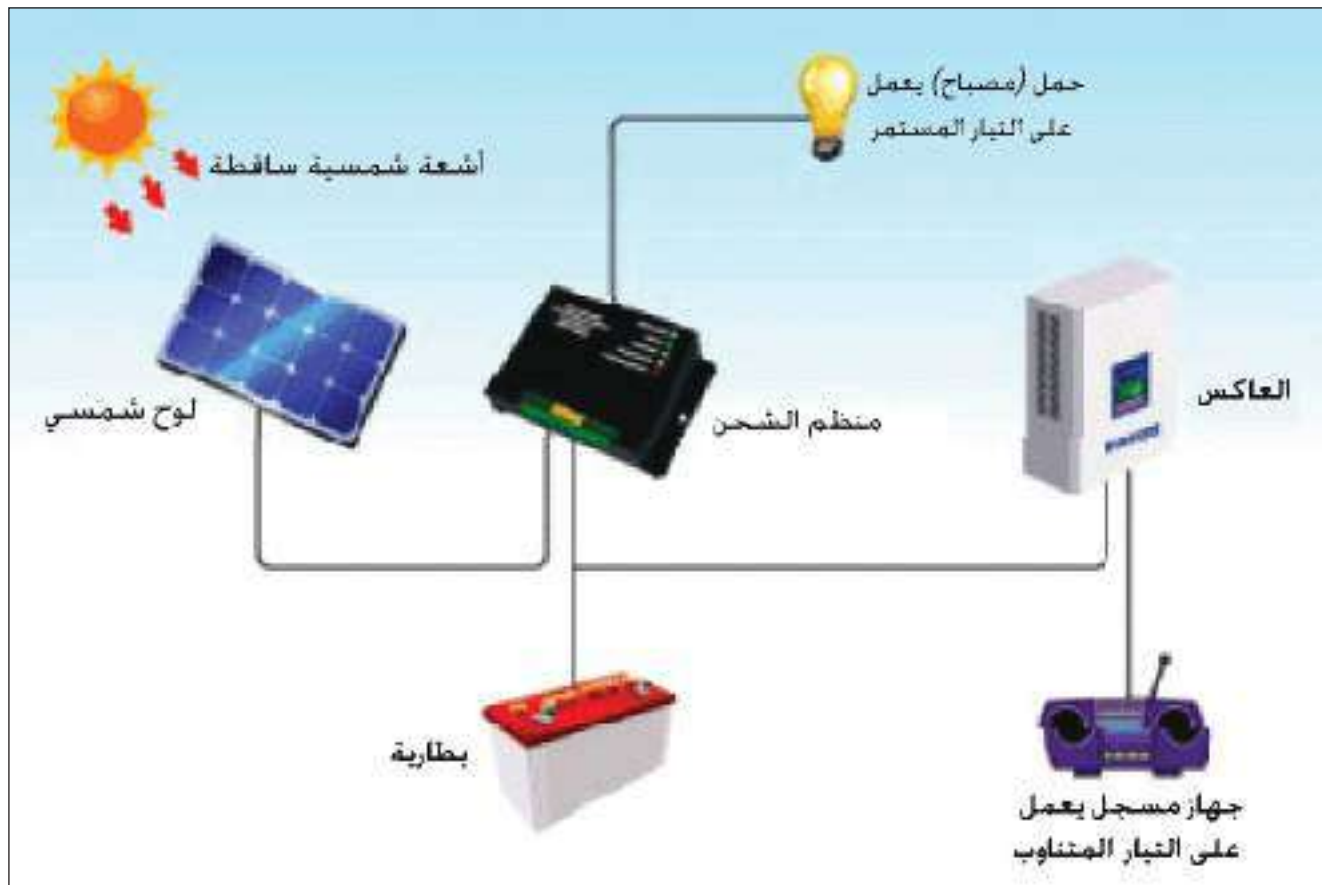 حمل (مصباح) يعمل
على التيار المستمر
أشعة شمسية ساقطة
العاكس
منظم الشحن
لوح شمسي
بطارية
جهاز مسجل يعمل
على التيار المتناوب